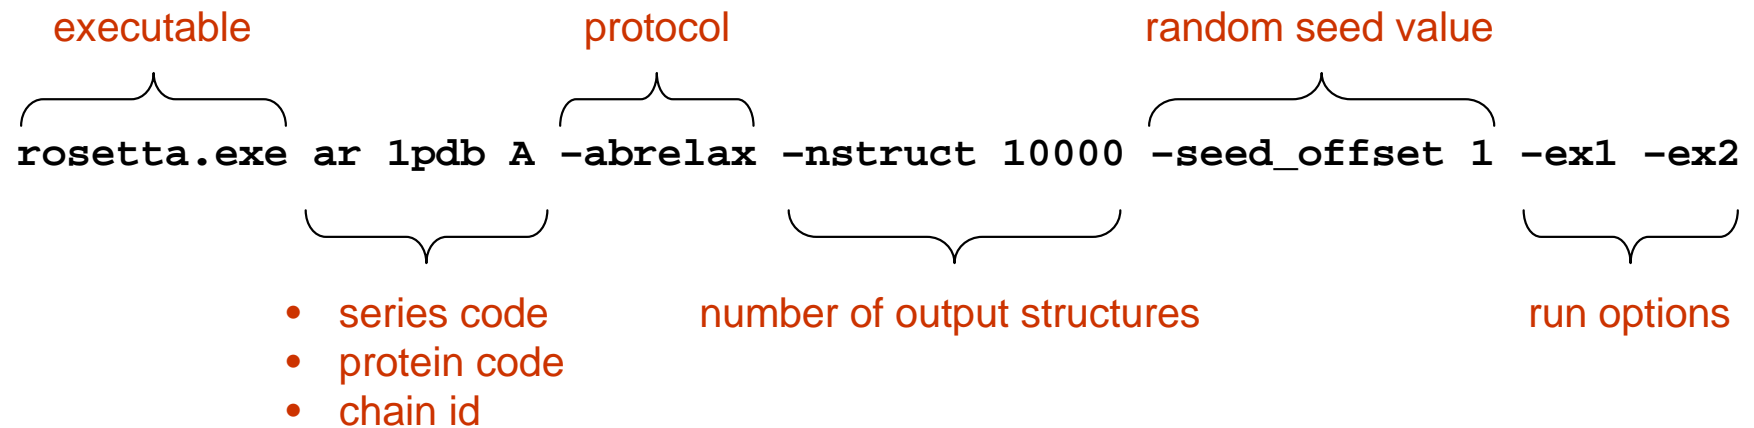 executable protocol random seed value
rosetta.exe ar 1pdb A –abrelax –nstruct 10000 –seed_offset 1 –ex1 –ex2
• series code number of output structures run options
• protein code
• chain id